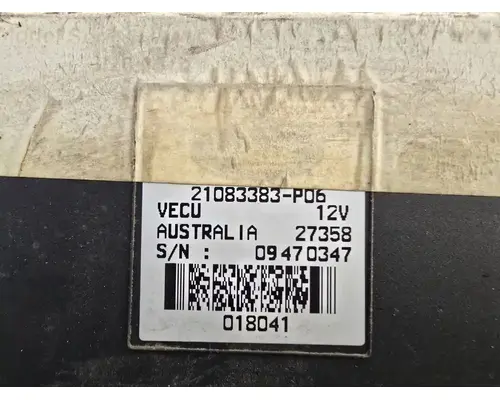 21083383-P06
VECU 12V
AUSTRALIA 27358
S/N : 09470347
018041